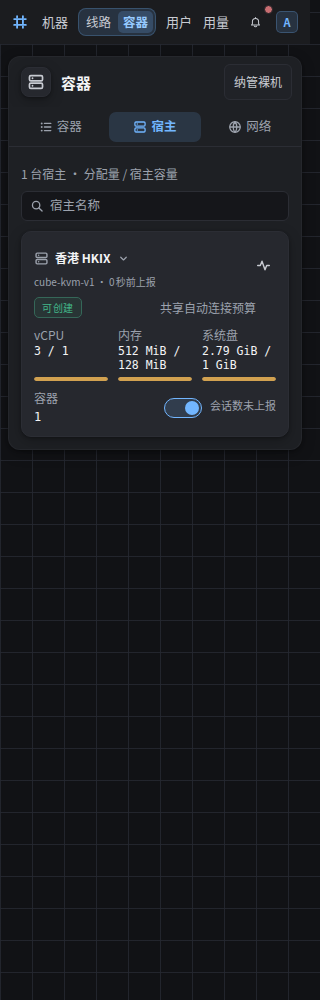 机器 线路 容器 用户 用量 A
容器 纳管裸机
容器 宿主 网络
1 台宿主 · 分配量 / 宿主容量
宿主名称
香港 HKIX
cube-kvm-v1 · 0 秒前上报
可创建 共享自动连接预算
vCPU 内存 系统盘
3 / 1 512 MiB / 2.79 GiB /
128 MiB 1 GiB
容器 会话数未上报
1